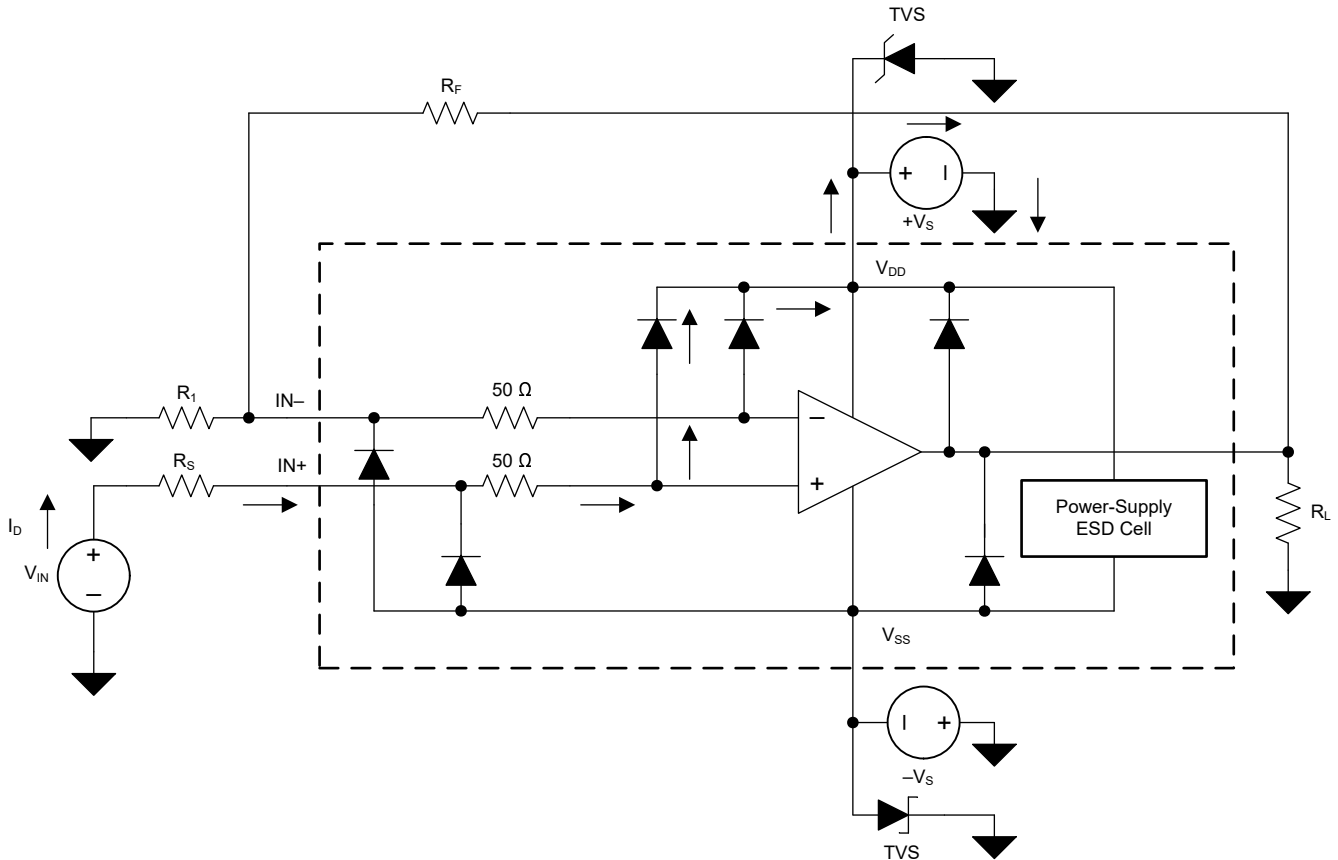 TVS
R_F
+ –
+V_S
V_DD
R_1
IN–
50 Ω
–
R_S
IN+
50 Ω
+
Power-Supply
ESD Cell
R_L
I_D
+
V_IN
–
V_SS
– +
–V_S
TVS